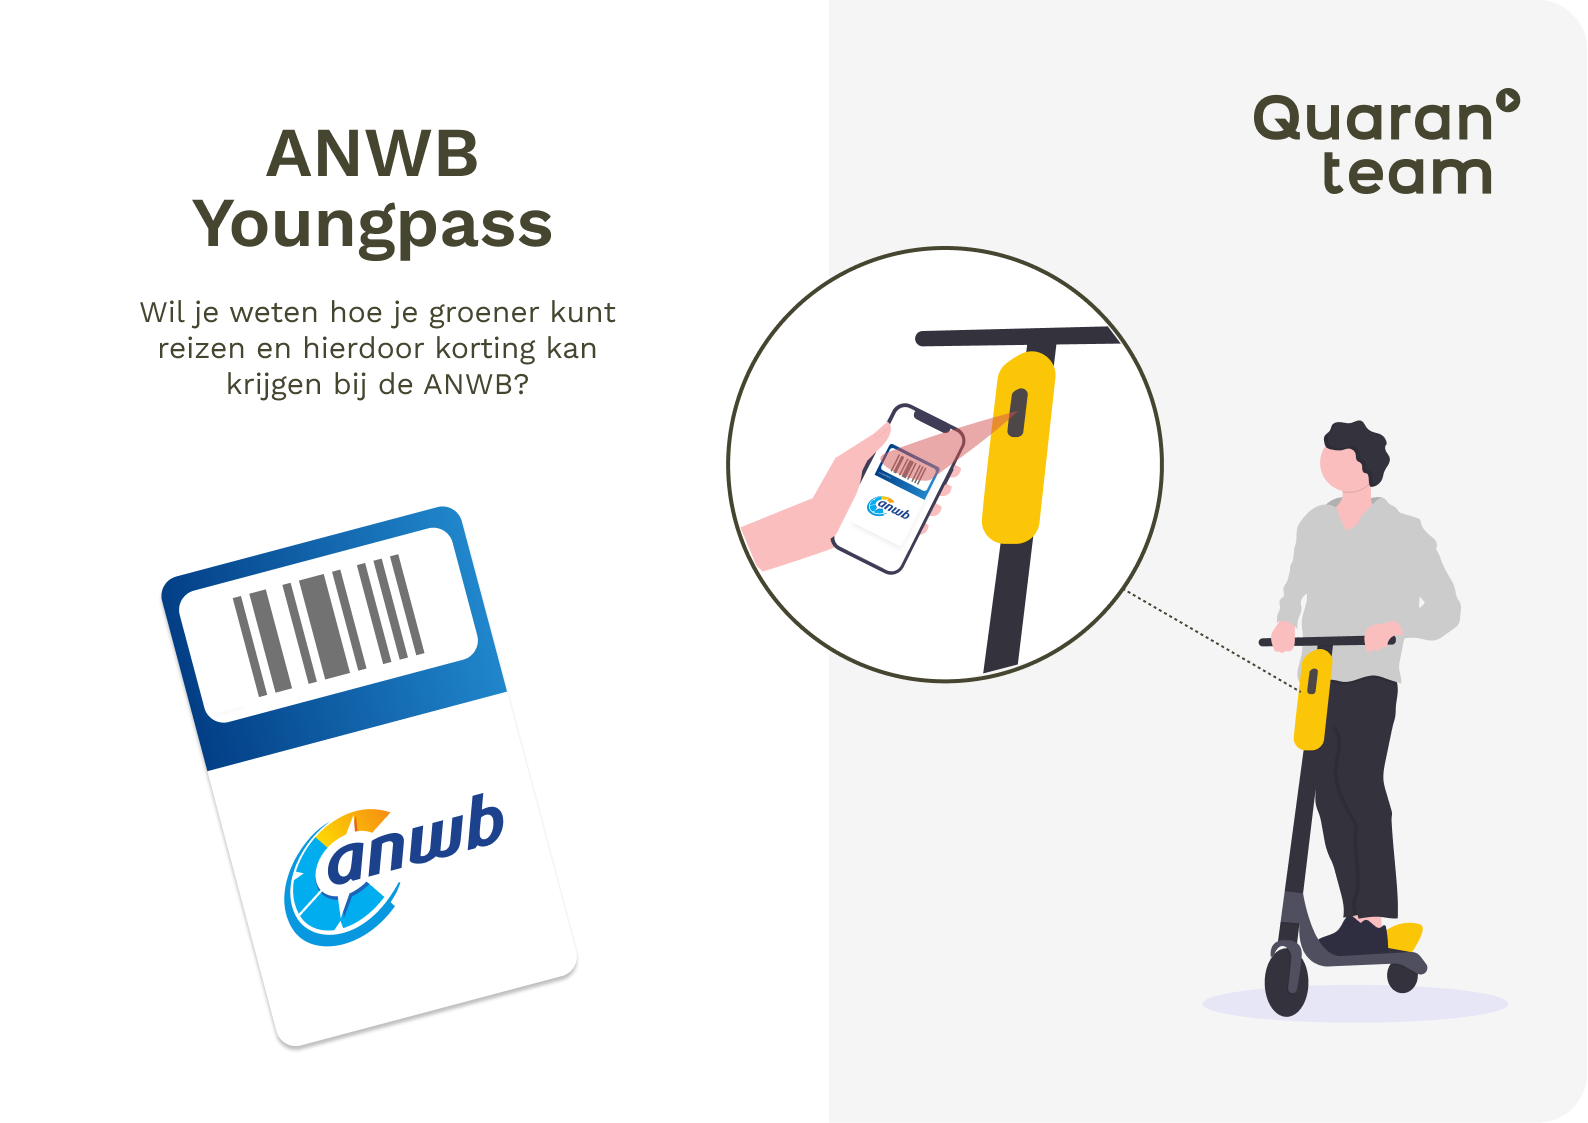 ANWB
Youngpass
Wil je weten hoe je groener kunt
reizen en hierdoor korting kan
krijgen bij de ANWB?
Quaran
team
anwb
anwb